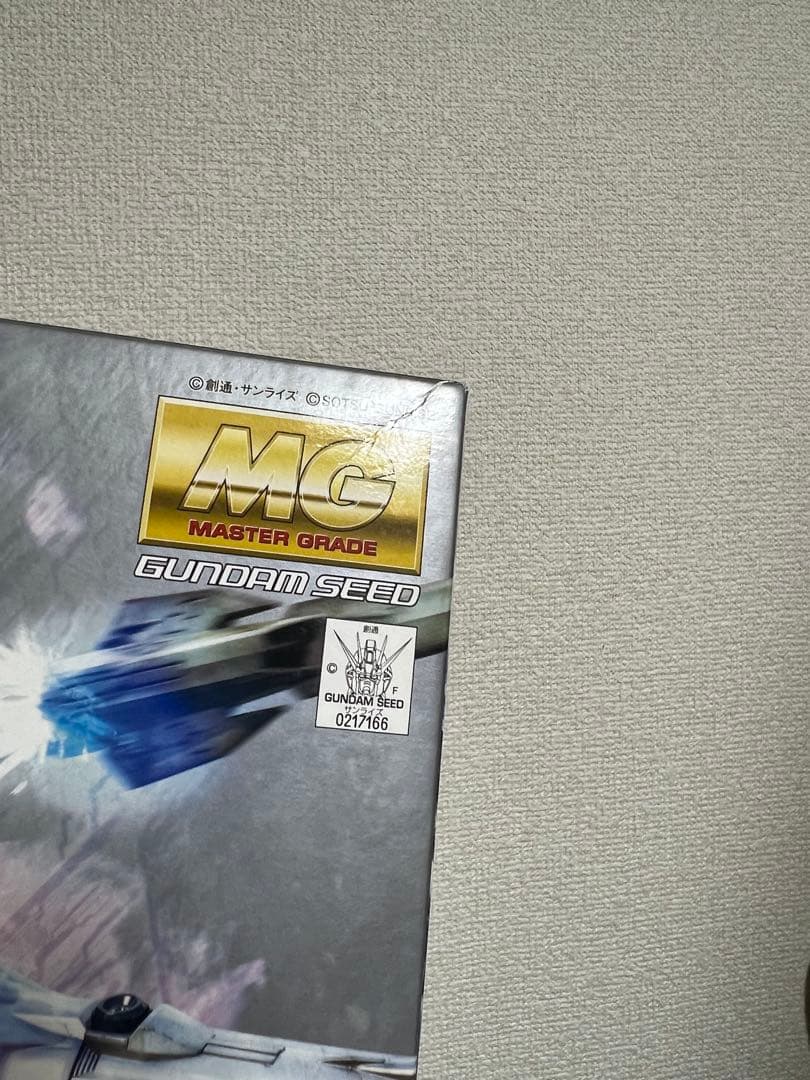 ©創通・サンライズ ©SOTSU
MG
MASTER GRADE
GUNDAM SEED
創通
© F
GUNDAM SEED
サンライズ
0217166